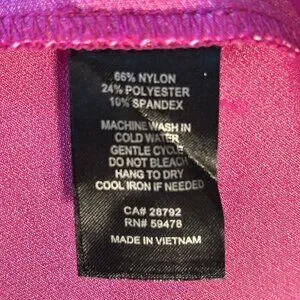 66% NYLON
24% POLYESTER
10% SPANDEX
MACHINE WASH IN
COLD WATER
GENTLE CYCLE
DO NOT BLEACH
HANG TO DRY
COOL IRON IF NEEDED
CA# 28792
RN# 59478
MADE IN VIETNAM